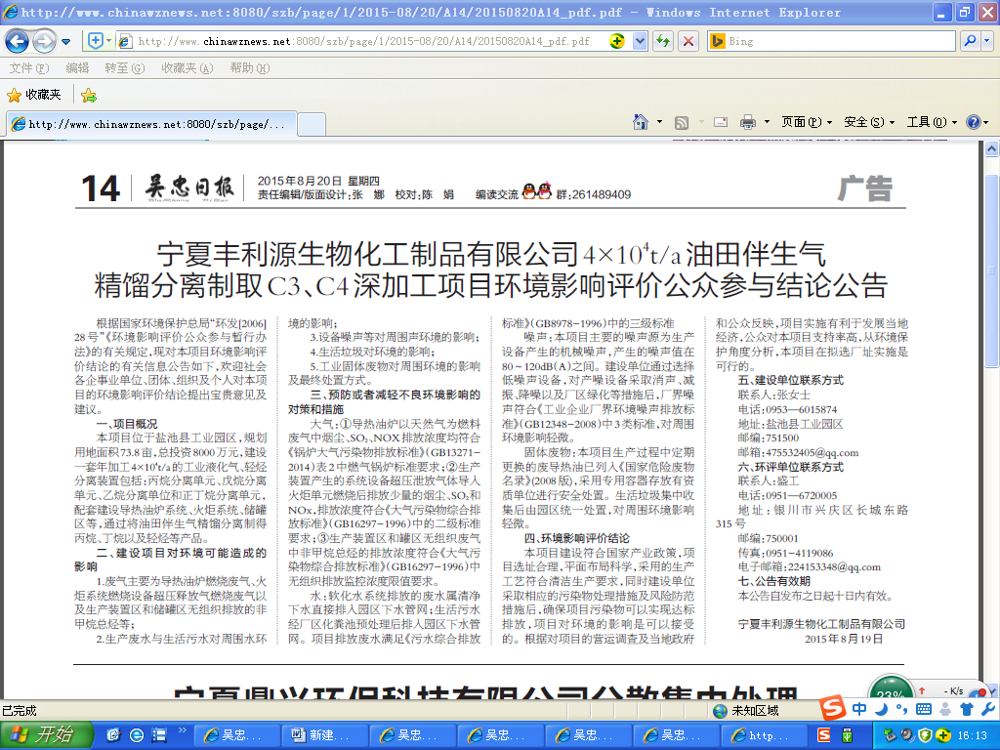 http://www.chinawznews.net:8080/szb/page/1/2015-08/20/A14/20150820A14_pdf.pdf - Windows Internet Explorer
http://www.chinawznews.net:8080/szb/page/1/2015-08/20/A14/20150820A14_pdf.pdf
Bing
文件(F) 编辑 转至(G) 收藏夹(A) 帮助(H)
收藏夹
http://www.chinawznews.net:8080/szb/page/...
页面(P) 安全(S) 工具(O)
14 吴忠日报
2015年8月20日 星期四
责任编辑/版面设计:张 娜 校对:陈 娟 编读交流 群:261489409
广告
宁夏丰利源生物化工制品有限公司4×10⁴t/a油田伴生气
精馏分离制取C3、C4深加工项目环境影响评价公众参与结论公告
根据国家环境保护总局“环发[2006]
28号”《环境影响评价公众参与暂行办
法》的有关规定,现对本项目环境影响评
价结论的有关信息公告如下,欢迎社会
各企事业单位、团体、组织及个人对本项
目的环境影响评价结论提出宝贵意见及
建议。
一、项目概况
本项目位于盐池县工业园区,规划
用地面积73.8亩,总投资8000万元,建设
一套年加工4×10⁴t/a的工业液化气、轻烃
分离装置包括:丙烷分离单元、戊烷分离
单元、乙烷分离单位和正丁烷分离单元,
配套建设导热油炉系统、火炬系统、储罐
区等,通过将油田伴生气精馏分离制得
丙烷、丁烷以及轻烃等产品。
二、建设项目对环境可能造成的
影响
1.废气主要为导热油炉燃烧废气、火
炬系统燃烧设备超压释放气燃烧废气以
及生产装置区和储罐区无组织排放的非
甲烷总烃等;
2.生产废水与生活污水对周围水环
境的影响;
3.设备噪声等对周围声环境的影响;
4.生活垃圾对环境的影响;
5.工业固体废物对周围环境的影响
及最终处置方式。
三、预防或者减轻不良环境影响的
对策和措施
大气:①导热油炉以天然气为燃料
废气中烟尘、SO₂、NOX排放浓度均符合
《锅炉大气污染物排放标准》(GB13271-
2014)表2中燃气锅炉标准要求;②生产
装置产生的系统设备超压泄放气体导入
火炬单元燃烧后排放少量的烟尘、SO₂和
NOx,排放浓度符合《大气污染物综合排
放标准》(GB16297-1996)中的二级标准
要求;③生产装置区和罐区无组织废气
中非甲烷总烃的排放浓度符合《大气污
染物综合排放标准》(GB16297-1996)中
无组织排放监控浓度限值要求。
水:软化水系统排放的废水属清净
下水直接排入园区下水管网;生活污水
经厂区化粪池预处理后排入园区下水管
网。项目排放废水满足《污水综合排放
标准》(GB8978-1996)中的三级标准
噪声:本项目主要的噪声源为生产
设备产生的机械噪声,产生的噪声值在
80~120dB(A)之间。建设单位通过选择
低噪声设备,对产噪设备采取消声、减
振、降噪以及厂区绿化等措施后,厂界噪
声符合《工业企业厂界环境噪声排放标
准》(GB12348-2008)中3类标准,对周围
环境影响轻微。
固体废物:本项目生产过程中定期
更换的废导热油已列入《国家危险废物
名录》(2008版),采用专用容器存放有资
质单位进行安全处置。生活垃圾集中收
集后由园区统一处置,对周围环境影响
轻微。
四、环境影响评价结论
本项目建设符合国家产业政策,项
目选址合理,平面布局科学,采用的生产
工艺符合清洁生产要求,同时建设单位
采取相应的污染物处理措施及风险防范
措施后,确保项目污染物可以实现达标
排放,项目对环境的影响是可以接受
的。根据对项目的营运调查及当地政府
和公众反映,项目实施有利于发展当地
经济,公众对本项目支持率高,从环境保
护角度分析,本项目在拟选厂址实施是
可行的。
五、建设单位联系方式
联系人:张女士
电话:0953—6015874
地址:盐池县工业园区
邮编:751500
邮箱:475532405@qq.com
六、环评单位联系方式
联系人:盛工
电话:0951—6720005
地址:银川市兴庆区长城东路
315号
邮编:750001
传真:0951-4119086
电子邮箱:224153348@qq.com
七、公告有效期
本公告自发布之日起十日内有效。
宁夏丰利源生物化工制品有限公司
2015年8月19日
宁夏鼎兴环保科技有限公司分散集中处理
23%
- K/s
已完成
未知区域
中
开始
吴忠...
新建...
吴忠...
吴忠...
吴忠...
吴忠...
http...
16:13